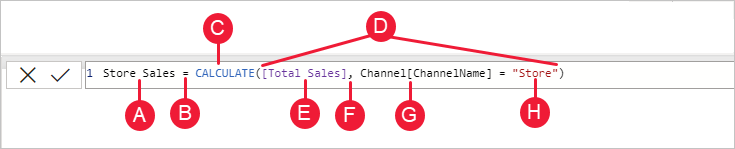 C D
1 Store Sales = CALCULATE([Total Sales], Channel[ChannelName] = "Store")
A B E F G H